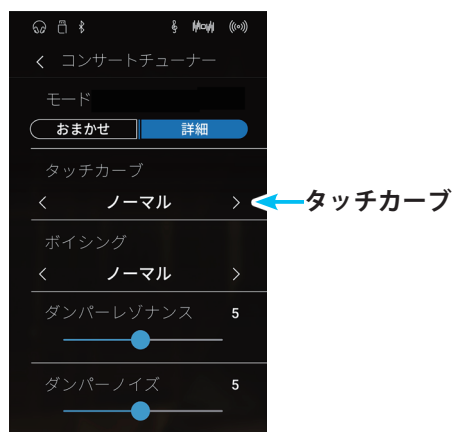 コンサートチューナー
モード
おまかせ 詳細
タッチカーブ
ノーマル
タッチカーブ
ボイシング
ノーマル
ダンパーレゾナンス 5
ダンパーノイズ 5